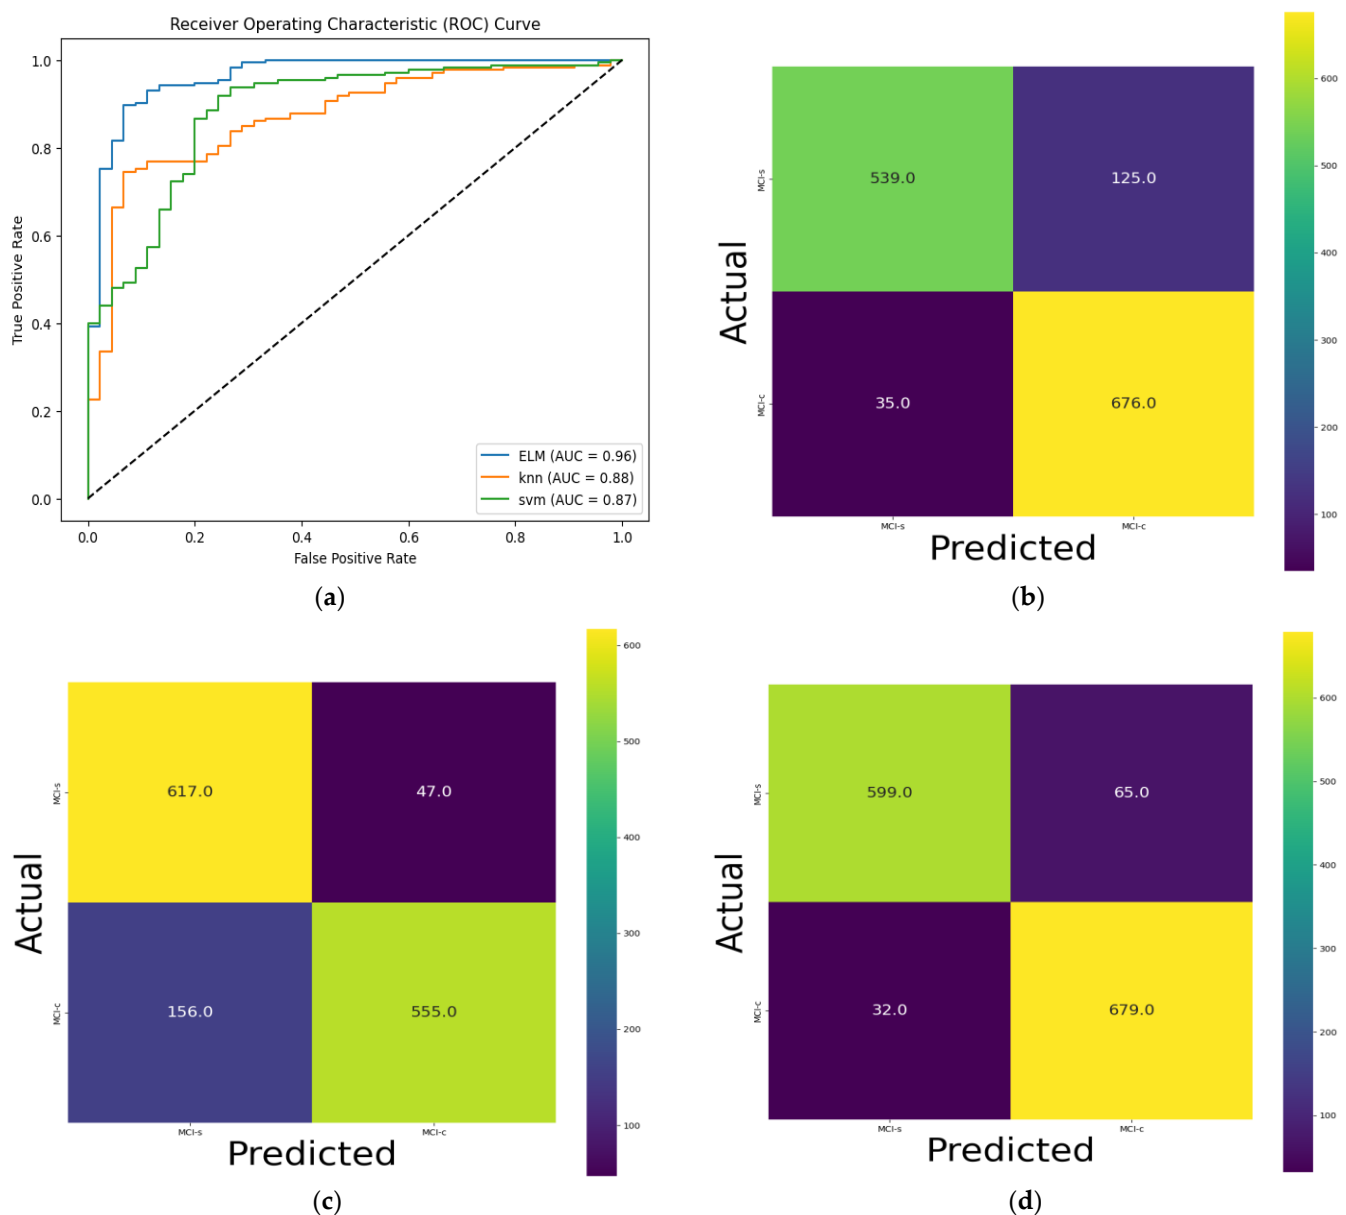 Receiver Operating Characteristic (ROC) Curve
1.0
0.8
0.6
0.4
0.2
0.0
True Positive Rate
0.0 0.2 0.4 0.6 0.8 1.0
False Positive Rate
ELM (AUC = 0.96)
knn (AUC = 0.88)
svm (AUC = 0.87)
(a)
Actual
MCI-s
MCI-c
539.0 125.0
35.0 676.0
MCI-s MCI-c
Predicted
600
500
400
300
200
100
(b)
Actual
MCI-s
MCI-c
617.0 47.0
156.0 555.0
MCI-s MCI-c
Predicted
600
500
400
300
200
100
(c)
Actual
MCI-s
MCI-c
599.0 65.0
32.0 679.0
MCI-s MCI-c
Predicted
600
500
400
300
200
100
(d)